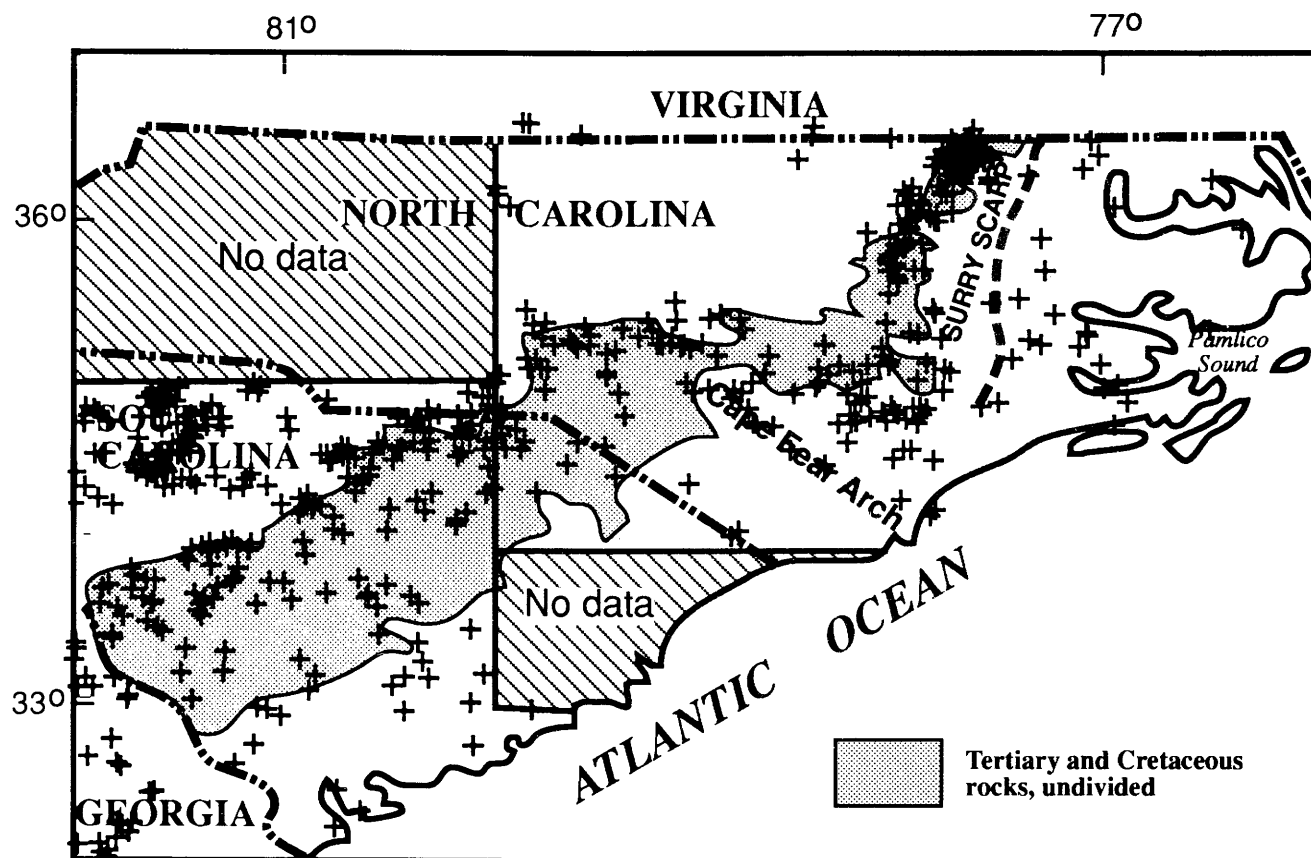 81º
77º
VIRGINIA
36º
NORTH CAROLINA
No data
SURRY SCARP
Pamlico
Sound
SOUTH
CAROLINA
Cape Fear Arch
No data
33º
ATLANTIC OCEAN
GEORGIA
Tertiary and Cretaceous
rocks, undivided